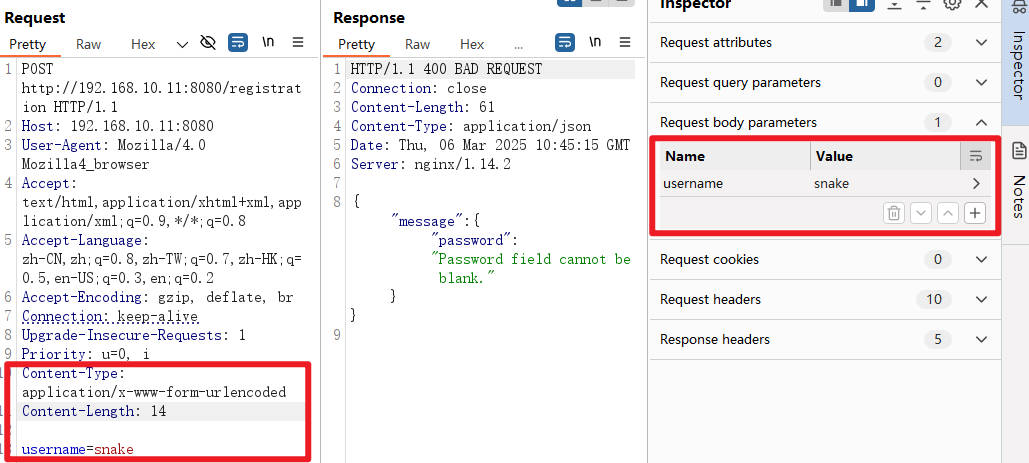 Request
Pretty Raw Hex \n
1 POST
http://192.168.10.11:8080/registrat
ion HTTP/1.1
2 Host: 192.168.10.11:8080
3 User-Agent: Mozilla/4.0
Mozilla4_browser
4 Accept:
text/html,application/xhtml+xml,app
lication/xml;q=0.9,*/*;q=0.8
5 Accept-Language:
zh-CN,zh;q=0.8,zh-TW;q=0.7,zh-HK;q=
0.5,en-US;q=0.3,en;q=0.2
6 Accept-Encoding: gzip, deflate, br
7 Connection: keep-alive
8 Upgrade-Insecure-Requests: 1
9 Priority: u=0, i
Content-Type:
application/x-www-form-urlencoded
Content-Length: 14
username=snake
Response
Pretty Raw Hex ... \n
1 HTTP/1.1 400 BAD REQUEST
2 Connection: close
3 Content-Length: 61
4 Content-Type: application/json
5 Date: Thu, 06 Mar 2025 10:45:15 GMT
6 Server: nginx/1.14.2
7
8 {
"message":{
"password":
"Password field cannot be
blank."
}
}
9
Inspector
Request attributes 2
Request query parameters 0
Request body parameters 1
Name Value
username snake
Request cookies 0
Request headers 10
Response headers 5
Inspector
Notes